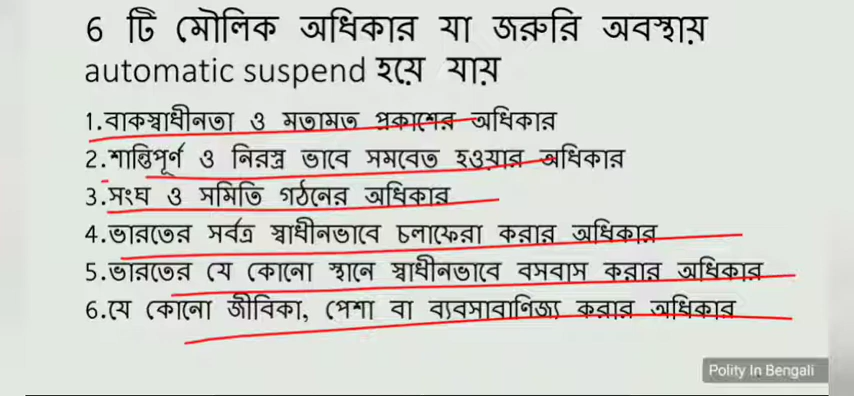 6 টি মৌলিক অধিকার যা জরুরি অবস্থায়
automatic suspend হয়ে যায়
1.বাকস্বাধীনতা ও মতামত প্রকাশের অধিকার
2.শান্তিপূর্ণ ও নিরস্ত্র ভাবে সমবেত হওয়ার অধিকার
3.সংঘ ও সমিতি গঠনের অধিকার
4.ভারতের সর্বত্র স্বাধীনভাবে চলাফেরা করার অধিকার
5.ভারতের যে কোনো স্থানে স্বাধীনভাবে বসবাস করার অধিকার
6.যে কোনো জীবিকা, পেশা বা ব্যবসাবাণিজ্য করার অধিকার
Polity In Bengali